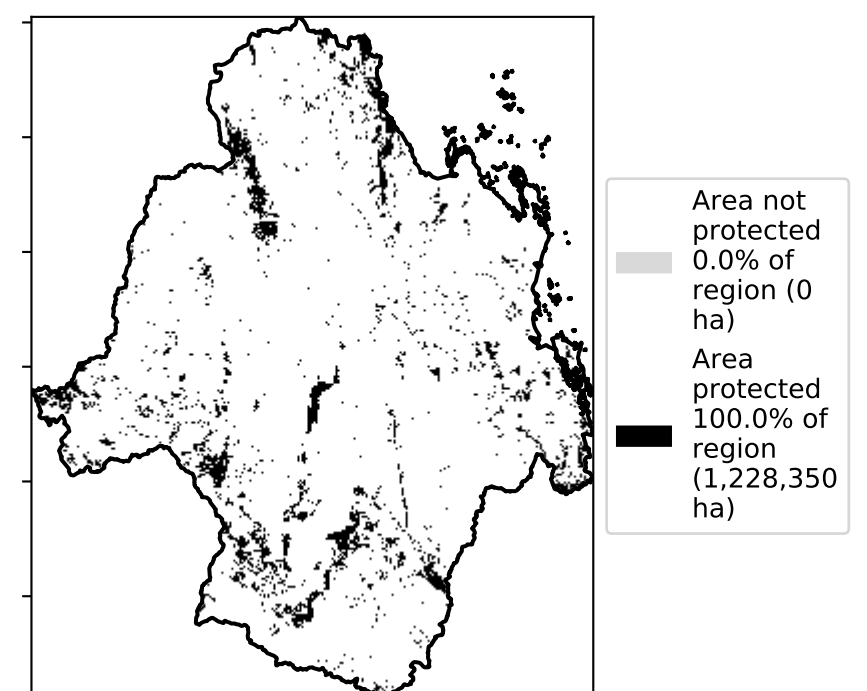 Area not
protected
0.0% of
region (0
ha)
Area
protected
100.0% of
region
(1,228,350
ha)